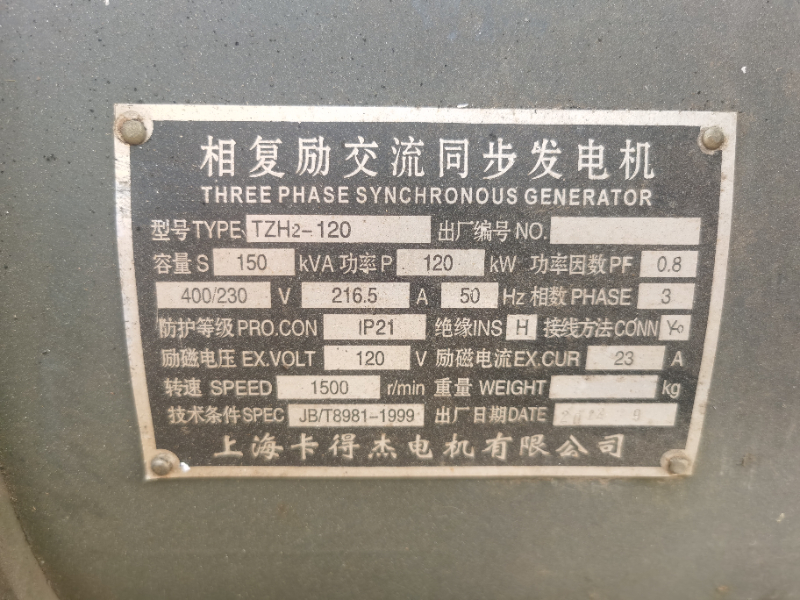 相复励交流同步发电机
THREE PHASE SYNCHRONOUS GENERATOR
型号TYPE TZH2-120 出厂编号NO.
容量S 150 kVA 功率P 120 kW 功率因数PF 0.8
400/230 V 216.5 A 50 Hz 相数PHASE 3
防护等级PRO.CON IP21 绝缘INS H 接线方法CONN Y0
励磁电压EX.VOLT 120 V 励磁电流EX.CUR 23 A
转速 SPEED 1500 r/min 重量 WEIGHT kg
技术条件SPEC JB/T8981-1999 出厂日期DATE
上海卡得杰电机有限公司